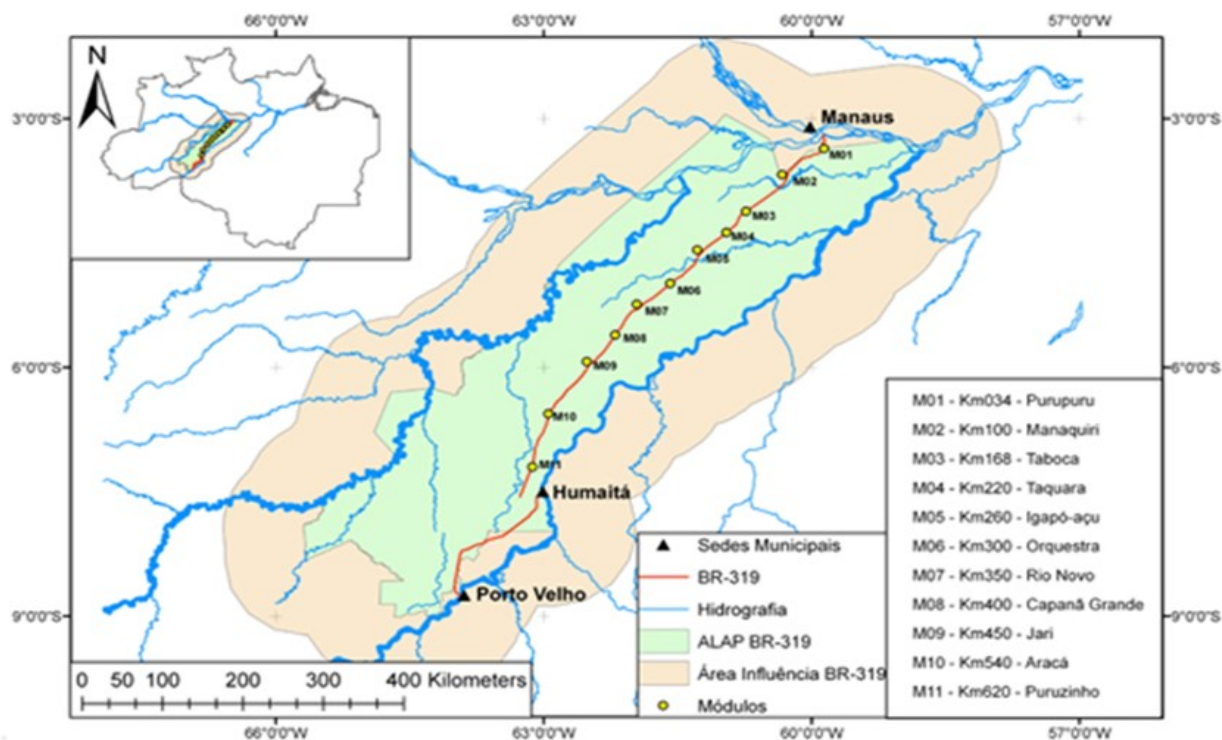 66°0'0"W 63°0'0"W 60°0'0"W 57°0'0"W
N
3°0'0"S 3°0'0"S
Manaus
M01
M02
M03
M04
M05
M06
M07
M08
M09
M10
M11
6°0'0"S 6°0'0"S
Humaitá
Porto Velho
9°0'0"S 9°0'0"S
M01 - Km034 - Purupuru
M02 - Km100 - Manaquiri
M03 - Km168 - Taboca
M04 - Km220 - Taquara
M05 - Km260 - Igapó-açu
M06 - Km300 - Orquestra
M07 - Km350 - Rio Novo
M08 - Km400 - Capanã Grande
M09 - Km450 - Jari
M10 - Km540 - Aracá
M11 - Km620 - Puruzinho
Sedes Municipais
BR-319
Hidrografia
ALAP BR-319
Área Influência BR-319
Módulos
0 50 100 200 300 400 Kilometers
66°0'0"W 63°0'0"W 60°0'0"W 57°0'0"W